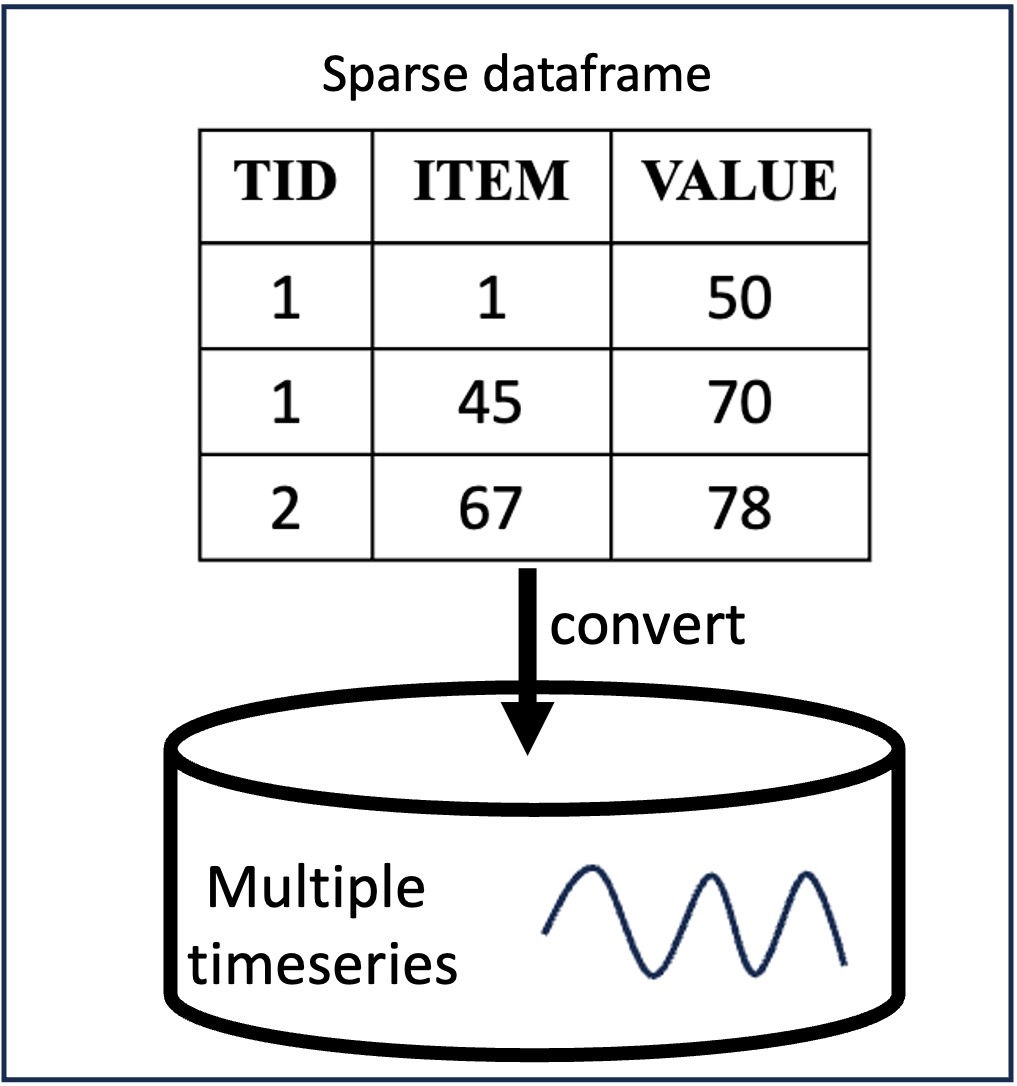 Sparse dataframe
TID ITEM VALUE
1 1 50
1 45 70
2 67 78
convert
Multiple
timeseries